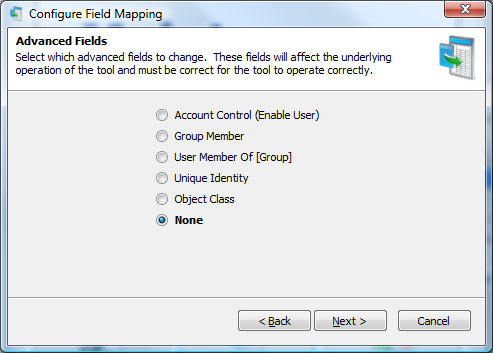 Configure Field Mapping
Advanced Fields
Select which advanced fields to change. These fields will affect the underlying
operation of the tool and must be correct for the tool to operate correctly.
Account Control (Enable User)
Group Member
User Member Of [Group]
Unique Identity
Object Class
None
< Back Next > Cancel